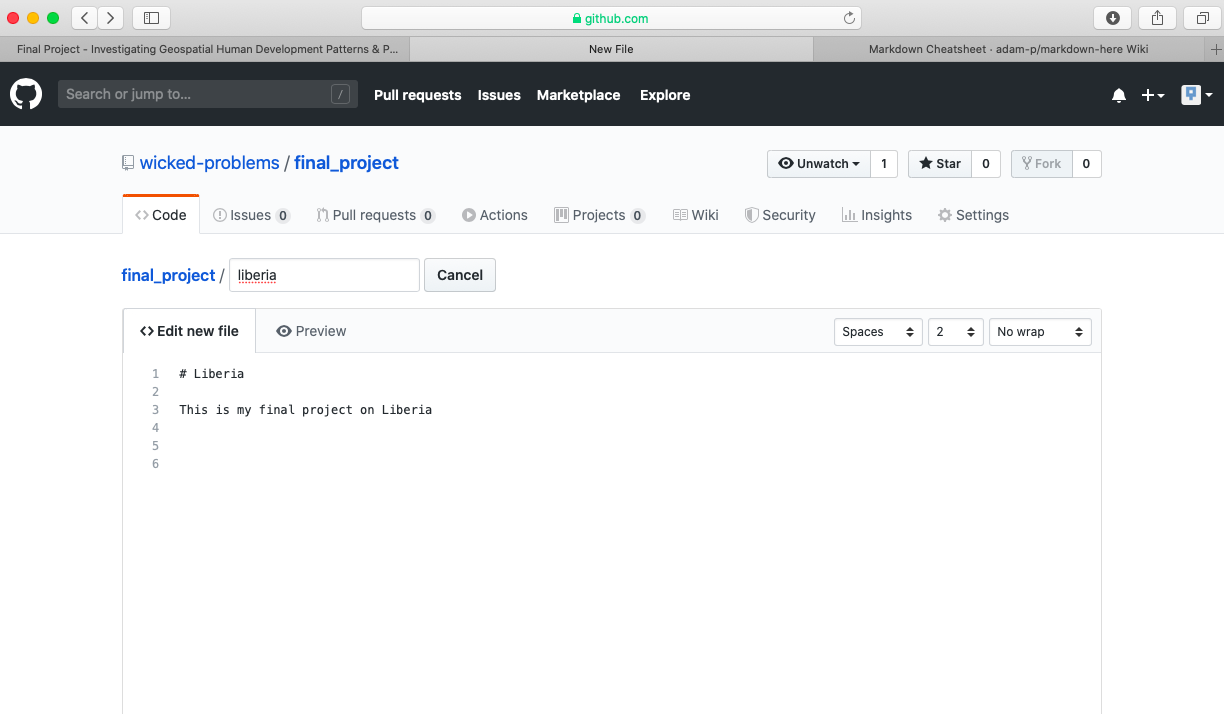 github.com
Final Project - Investigating Geospatial Human Development Patterns & P...
New File
Markdown Cheatsheet · adam-p/markdown-here Wiki
Search or jump to...
/
Pull requests
Issues
Marketplace
Explore
wicked-problems / final_project
Unwatch
1
Star
0
Fork
0
Code
Issues 0
Pull requests 0
Actions
Projects 0
Wiki
Security
Insights
Settings
final_project / liberia
Cancel
Edit new file
Preview
Spaces
2
No wrap
1 # Liberia
2
3 This is my final project on Liberia
4
5
6